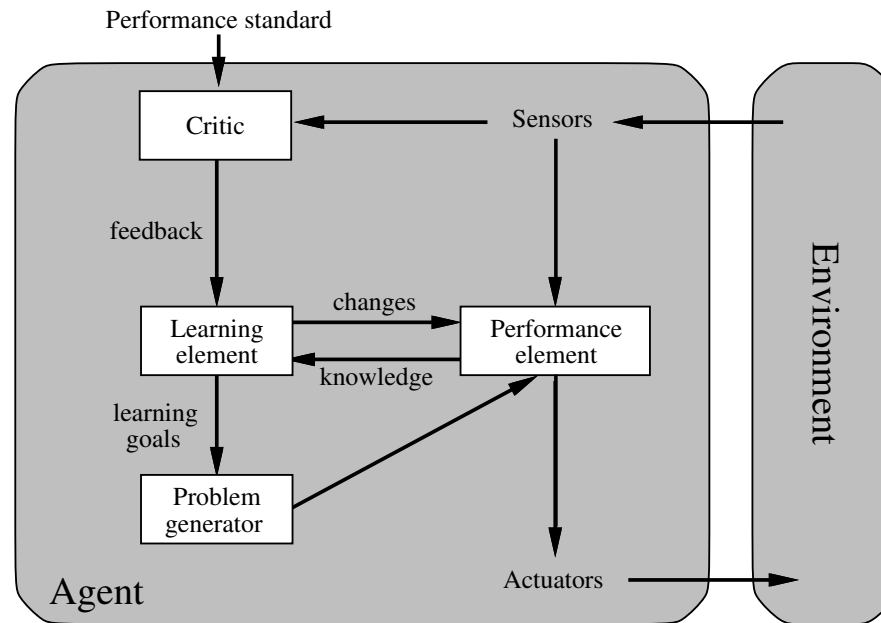 Performance standard
Critic
Sensors
feedback
changes
Learning
element
Performance
element
knowledge
learning
goals
Problem
generator
Actuators
Agent
Environment